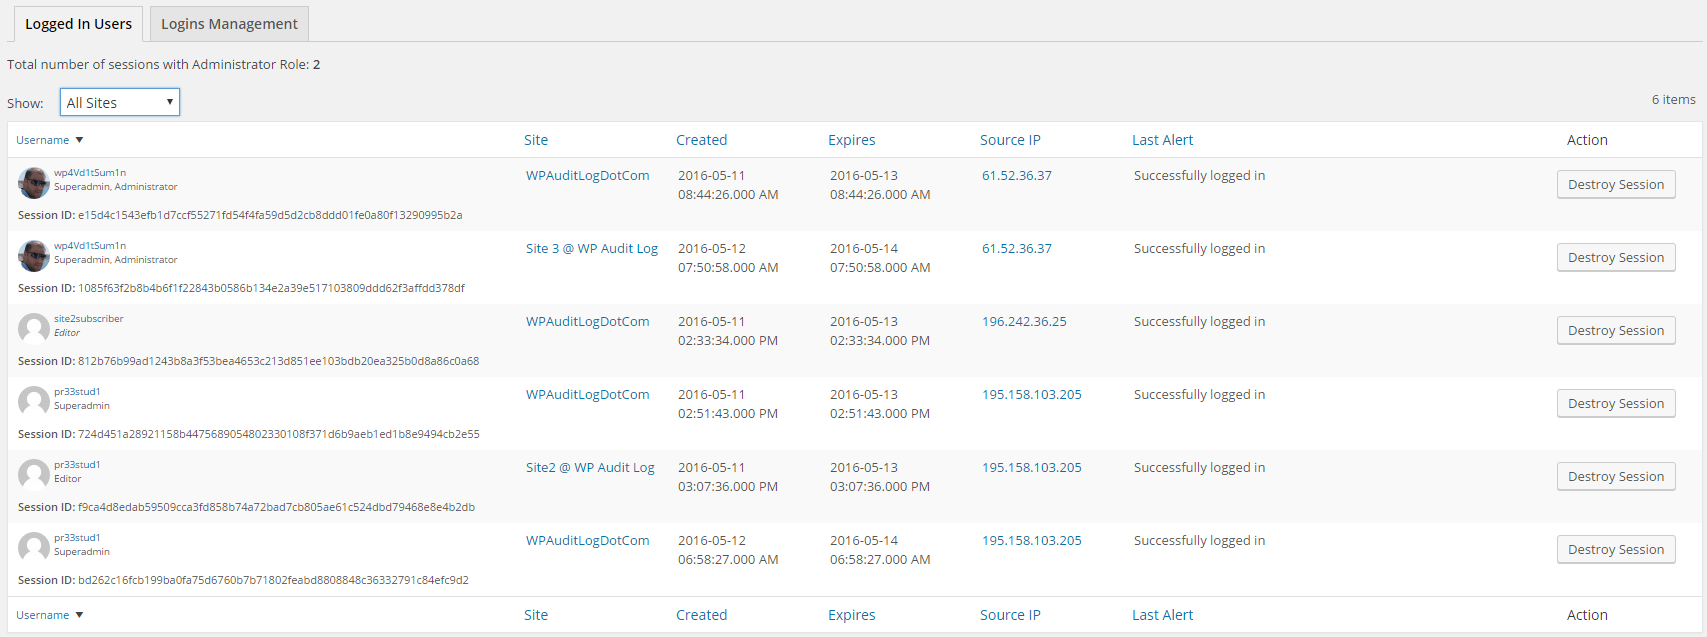 Logged In Users Logins Management
Total number of sessions with Administrator Role: 2
Show: All Sites 6 items
Username Site Created Expires Source IP Last Alert Action
wp4Vd1tSum1n
Superadmin, Administrator
WPAuditLogDotCom 2016-05-11 2016-05-13 61.52.36.37 Successfully logged in Destroy Session
08:44:26.000 AM 08:44:26.000 AM
Session ID: e15d4c1543efb1d7ccf55271fd54f4fa59d5d2cb8ddd01fe0a80f13290995b2a
wp4Vd1tSum1n
Superadmin, Administrator
Site 3 @ WP Audit Log 2016-05-12 2016-05-14 61.52.36.37 Successfully logged in Destroy Session
07:50:58.000 AM 07:50:58.000 AM
Session ID: 1085f63f2b8b4b6f1f22843b0586b134e2a39e517103809ddd62f3affdd378df
site2subscriber
Editor
WPAuditLogDotCom 2016-05-11 2016-05-13 196.242.36.25 Successfully logged in Destroy Session
02:33:34.000 PM 02:33:34.000 PM
Session ID: 812b76b99ad1243b8a3f53bea4653c213d851ee103bdb20ea325b0d8a86c0a68
pr33stud1
Superadmin
WPAuditLogDotCom 2016-05-11 2016-05-13 195.158.103.205 Successfully logged in Destroy Session
02:51:43.000 PM 02:51:43.000 PM
Session ID: 724d451a28921158b4475689054802330108f371d6b9aeb1ed1b8e9494cb2e55
pr33stud1
Editor
Site2 @ WP Audit Log 2016-05-11 2016-05-13 195.158.103.205 Successfully logged in Destroy Session
03:07:36.000 PM 03:07:36.000 PM
Session ID: f9ca4d8edab59509cca3fd858b74a72bad7cb805ae61c524dbd79468e8e4b2db
pr33stud1
Superadmin
WPAuditLogDotCom 2016-05-12 2016-05-14 195.158.103.205 Successfully logged in Destroy Session
06:58:27.000 AM 06:58:27.000 AM
Session ID: bd262c16fcb199ba0fa75d6760b7b71802feabd8808848c36332791c84efc9d2
Username Site Created Expires Source IP Last Alert Action